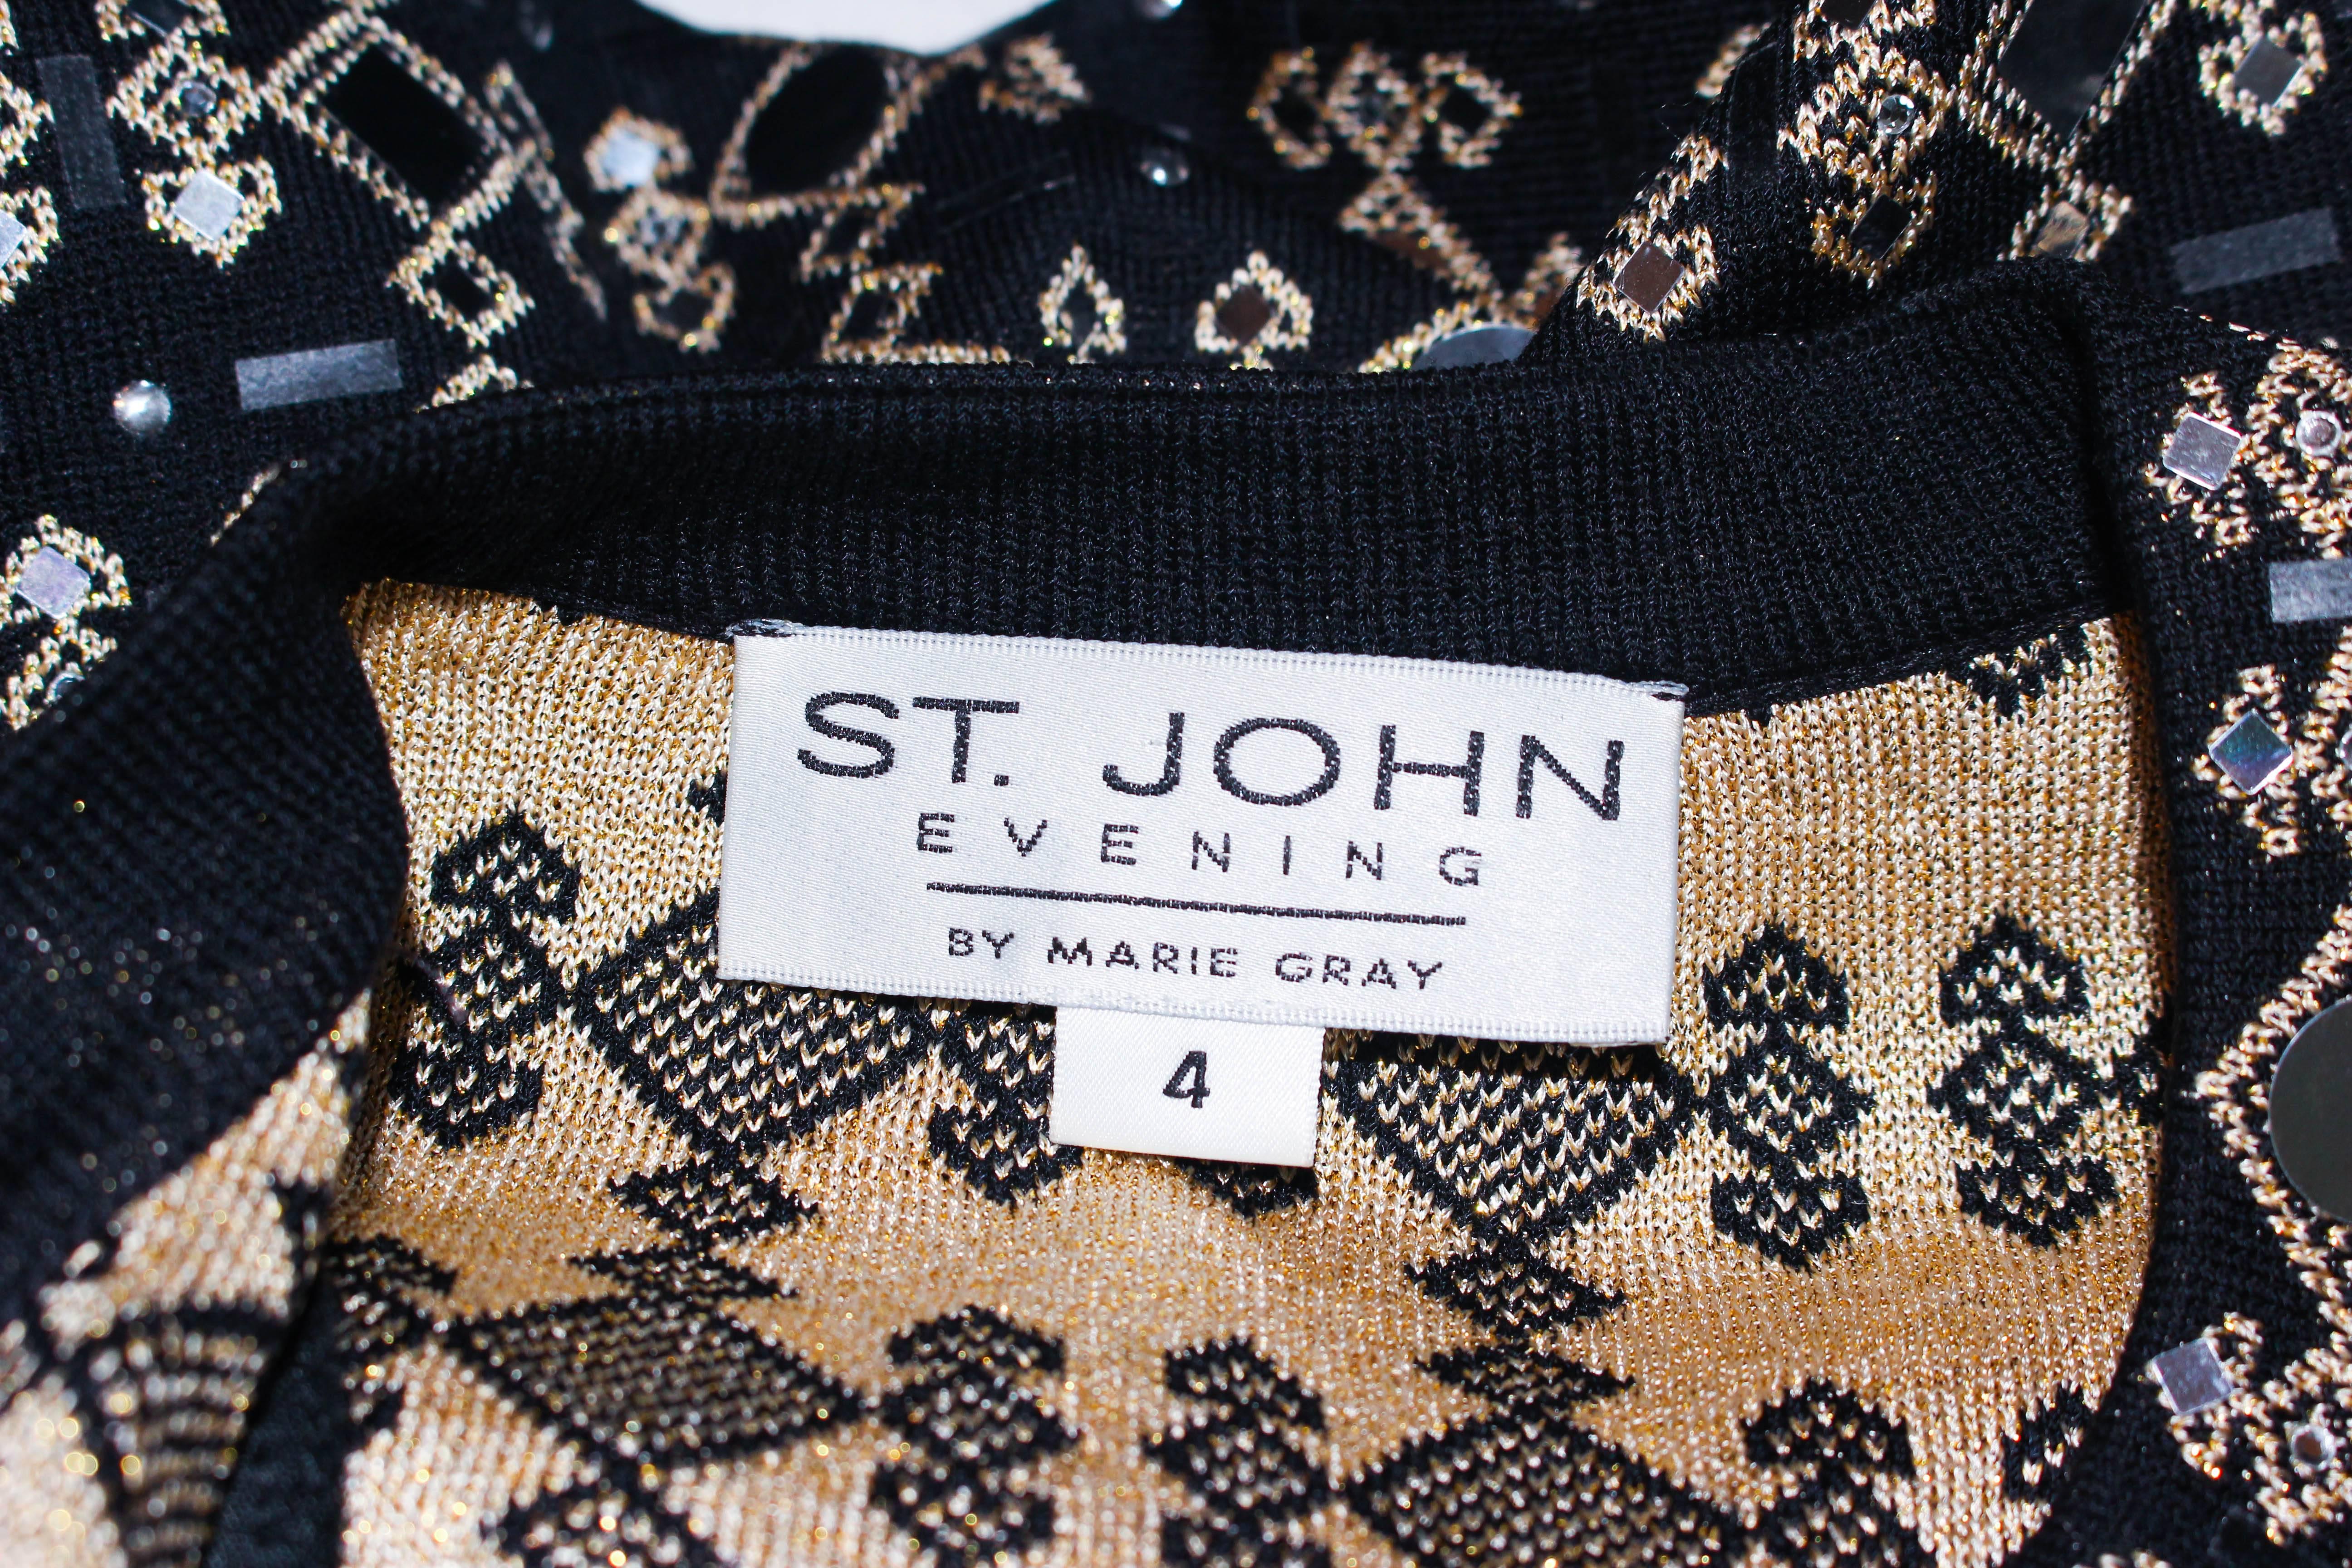 ST. JOHN
EVENING
BY MARIE GRAY
4